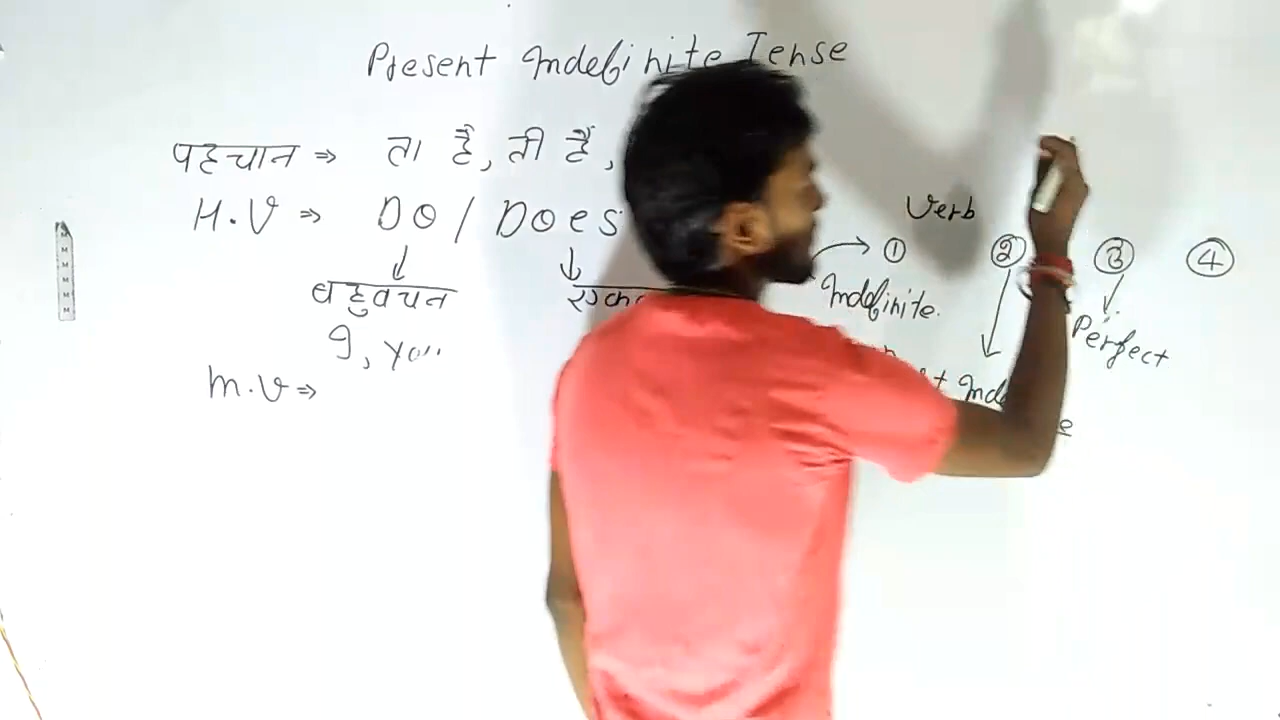 Present Indefinite Tense
पहचान ⇒ ता है, ती है,
H.V ⇒ DO / DOES
Verb
① ② ③ ④
बहुवचन
Indefinite.
I, you
Perfect
M.V ⇒